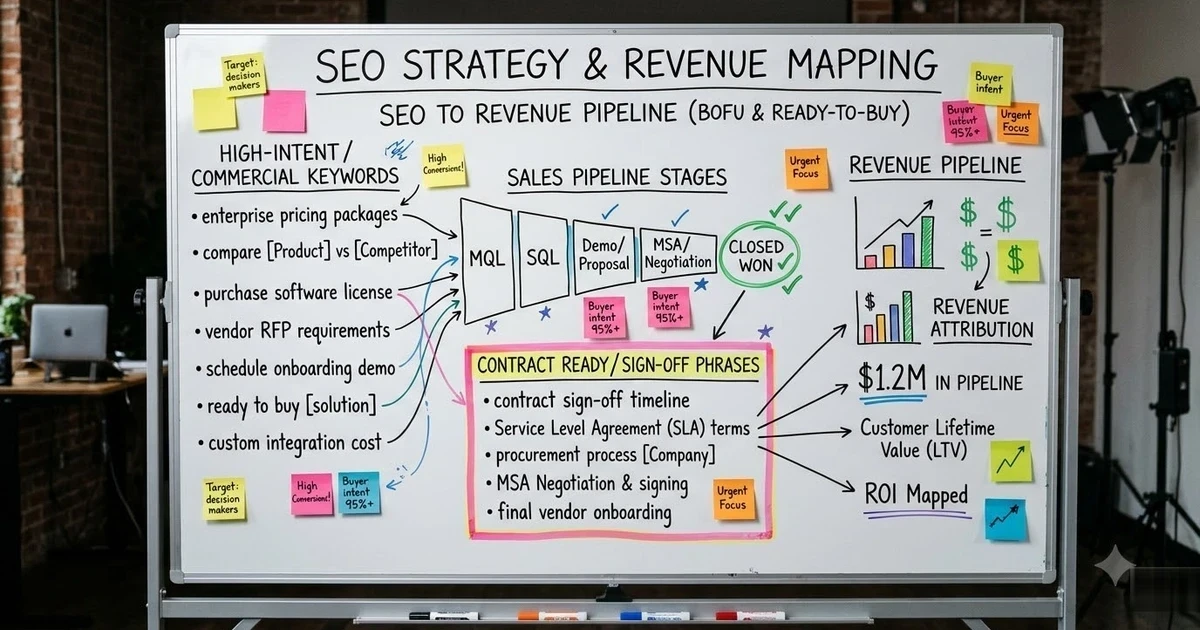 SEO STRATEGY & REVENUE MAPPING
SEO TO REVENUE PIPELINE (BOFU & READY-TO-BUY)
Target:
decision
makers
Buyer
infent
Buyur
intent
95%+
Urgent
Focus
HIGH-INTENT/
COMMERCIAL KEYWORDS
High
Conversions!
• enterprise pricing packages
• compare [Product] vs [Competitor]
• purchase software license
• vendor RFP requirements
• schedule onboarding demo
• ready to buy [solution]
• custom integration cost
Target:
decision
makers
High
Conersions!
Buyer
intent
95%+
SALES PIPELINE STAGES
Urgent
Focus
MQL
SQL
Demo/
Proposal
MSA/
Negotiation
CLOSED
WON
Buyer
intent
95%+
Buyer
intent
95%+
CONTRACT READY/SIGN-OFF PHRASES
• contract sign-off timeline
• Service Level Agreement (SLA) terms
• procurement process [Company]
• MSA Negotiation & signing
• final vendor onboarding
Urgent
Focus
REVENUE PIPELINE
$ = $
$ $
$
REVENUE
ATTRIBUTION
$1.2M IN PIPELINE
Customer Lifetime
Value (LTV)
ROI Mapped